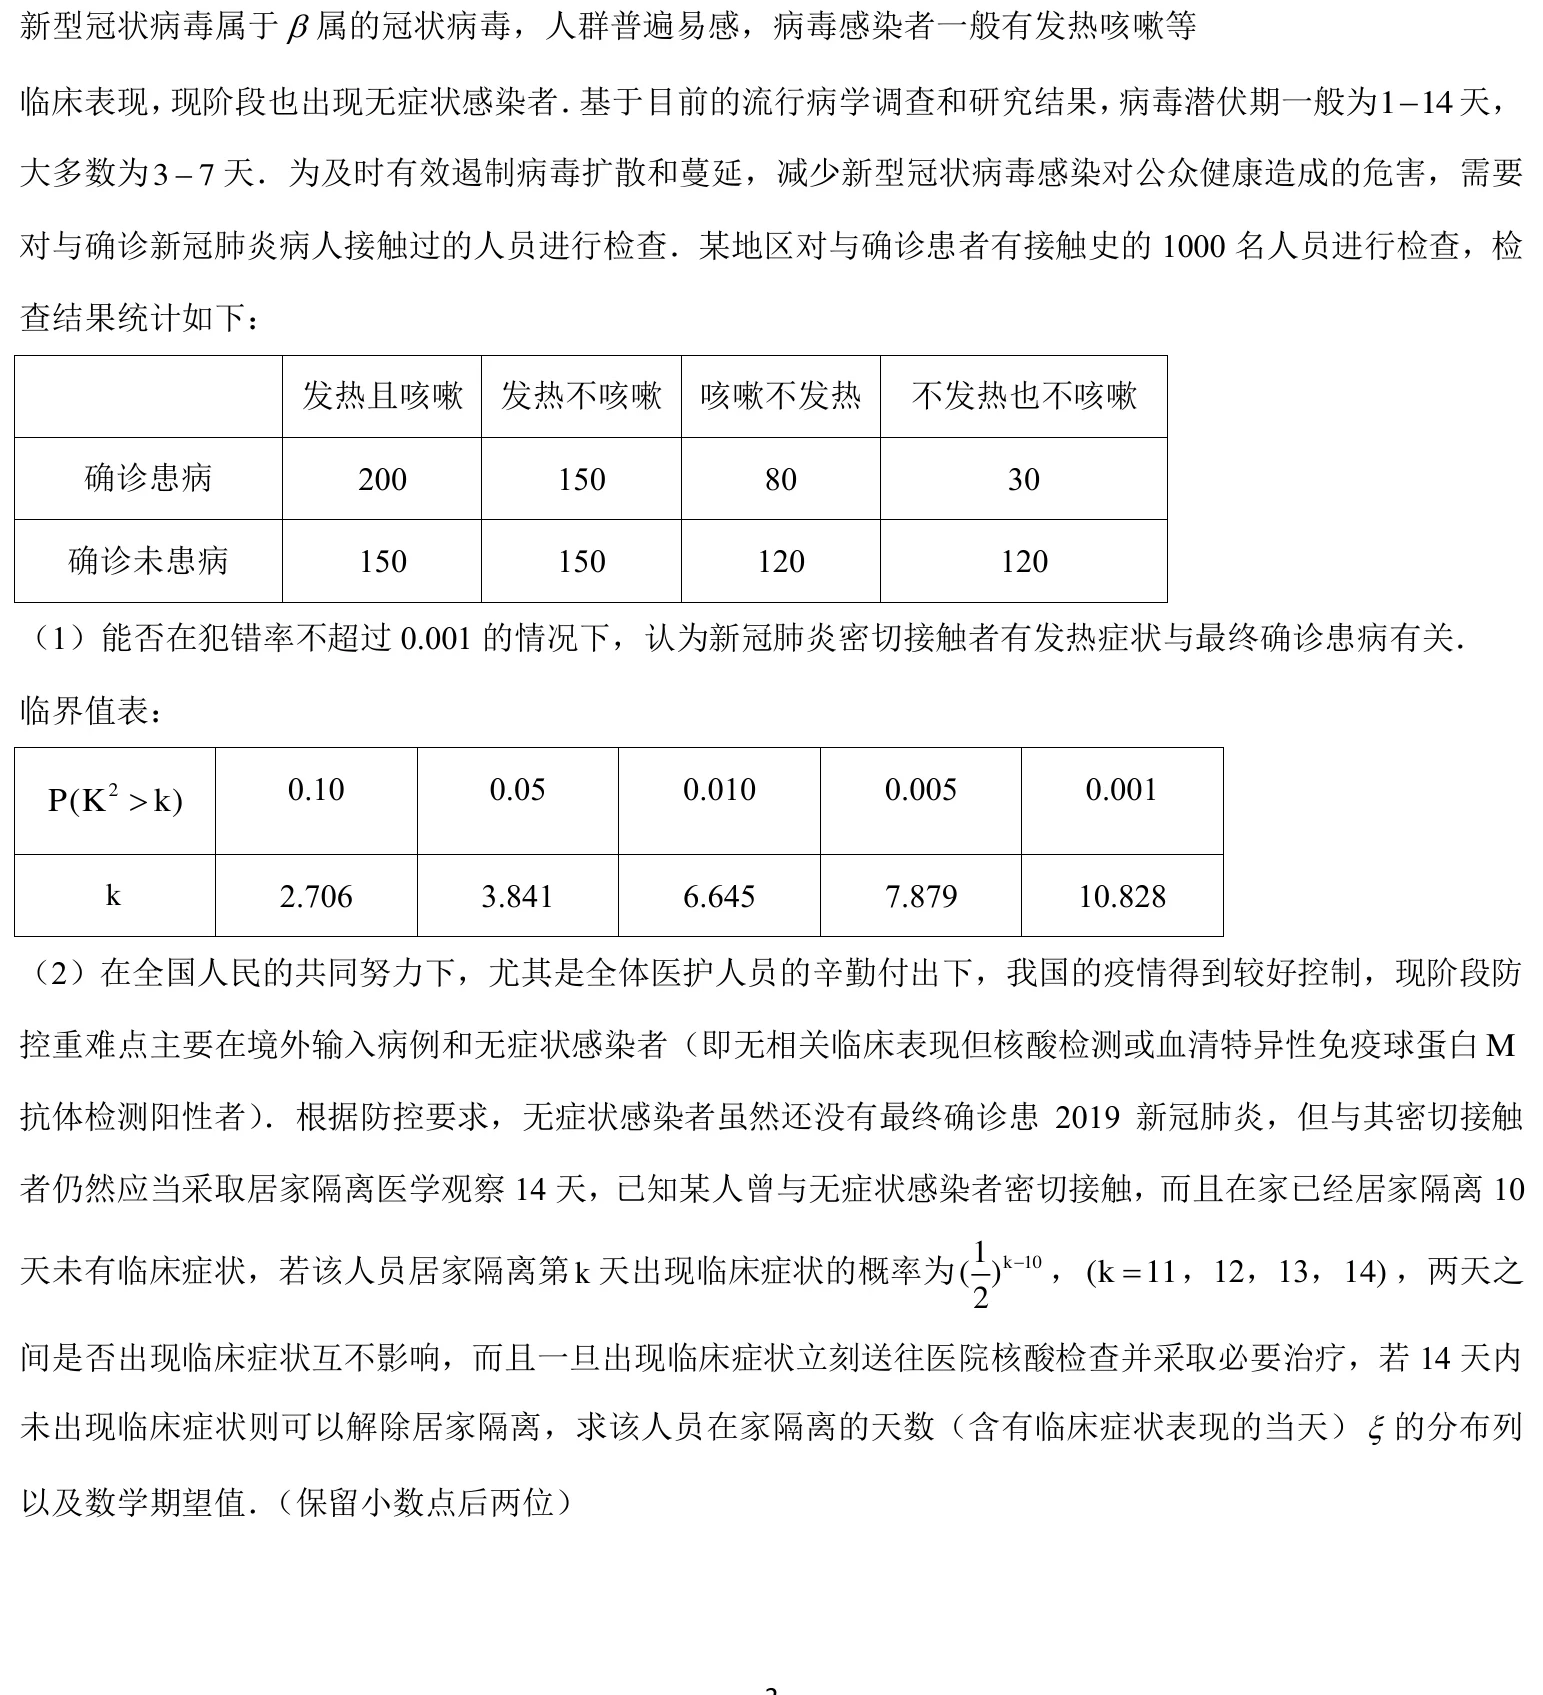 新型冠状病毒属于β属的冠状病毒，人群普遍易感，病毒感染者一般有发热咳嗽等
临床表现，现阶段也出现无症状感染者．基于目前的流行病学调查和研究结果，病毒潜伏期一般为1−14天，
大多数为3−7天．为及时有效遏制病毒扩散和蔓延，减少新型冠状病毒感染对公众健康造成的危害，需要
对与确诊新冠肺炎病人接触过的人员进行检查．某地区对与确诊患者有接触史的1000名人员进行检查，检
查结果统计如下：
发热且咳嗽 发热不咳嗽 咳嗽不发热 不发热也不咳嗽
确诊患病 200 150 80 30
确诊未患病 150 150 120 120
（1）能否在犯错率不超过0.001的情况下，认为新冠肺炎密切接触者有发热症状与最终确诊患病有关．
临界值表：
P(K²>k) 0.10 0.05 0.010 0.005 0.001
k 2.706 3.841 6.645 7.879 10.828
（2）在全国人民的共同努力下，尤其是全体医护人员的辛勤付出下，我国的疫情得到较好控制，现阶段防
控重难点主要在境外输入病例和无症状感染者（即无相关临床表现但核酸检测或血清特异性免疫球蛋白M
抗体检测阳性者）．根据防控要求，无症状感染者虽然还没有最终确诊患2019新冠肺炎，但与其密切接触
者仍然应当采取居家隔离医学观察14天，已知某人曾与无症状感染者密切接触，而且在家已经居家隔离10
天未有临床症状，若该人员居家隔离第k天出现临床症状的概率为(1/2)^(k−10)，(k=11，12，13，14)，两天之
间是否出现临床症状互不影响，而且一旦出现临床症状立刻送往医院核酸检查并采取必要治疗，若14天内
未出现临床症状则可以解除居家隔离，求该人员在家隔离的天数（含有临床症状表现的当天）ξ的分布列
以及数学期望值．（保留小数点后两位）